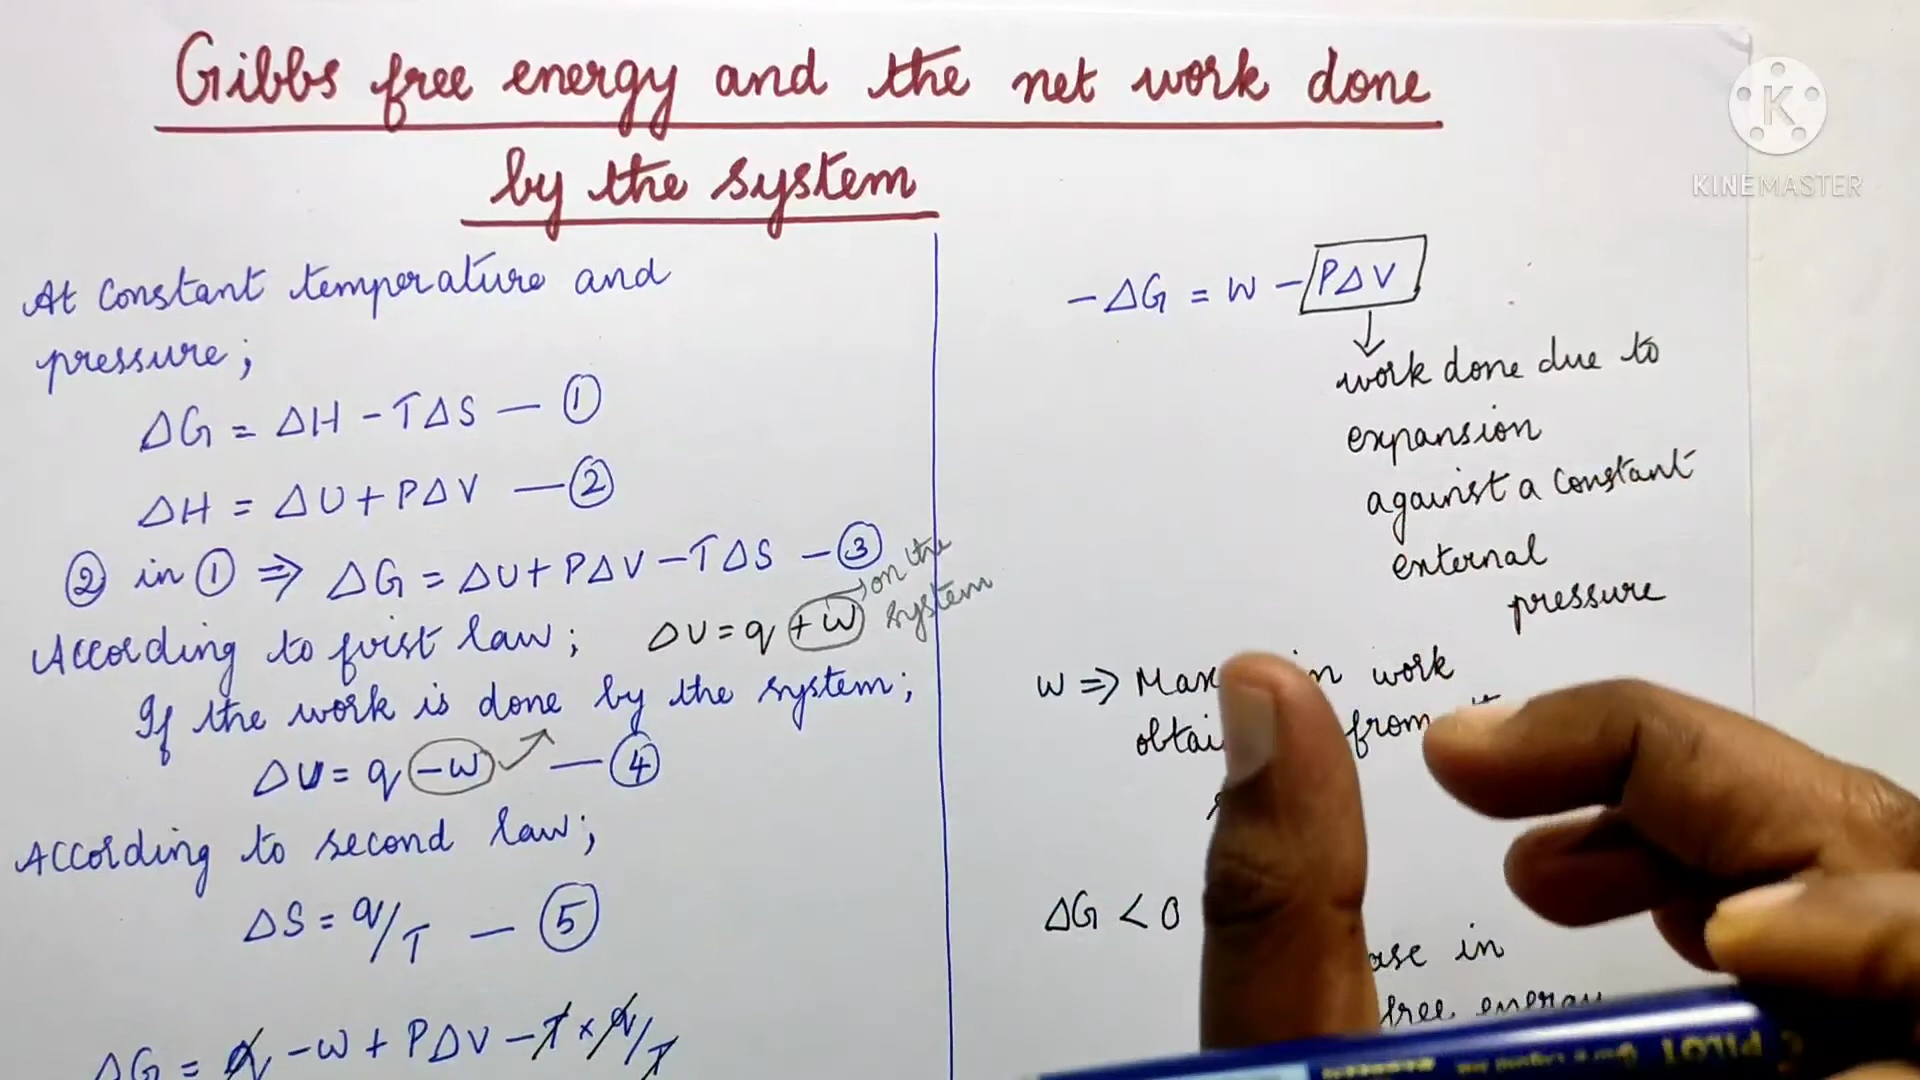 Gibbs free energy and the net work done
by the system
At constant temperature and
pressure;
ΔG = ΔH - TΔS — ①
ΔH = ΔU + PΔV — ②
② in ① ⇒ ΔG = ΔU + PΔV - TΔS — ③
According to first law; ΔU = q + w → on the system
If the work is done by the system;
ΔU = q - w — ④
According to second law;
ΔS = q/T — ⑤
ΔG = q - w + PΔV - T × q/T
-ΔG = w - PΔV
work done due to
expansion
against a constant
external
pressure
w ⇒ work
from
ΔG < 0
in
free energy
KINEMASTER
PILOT